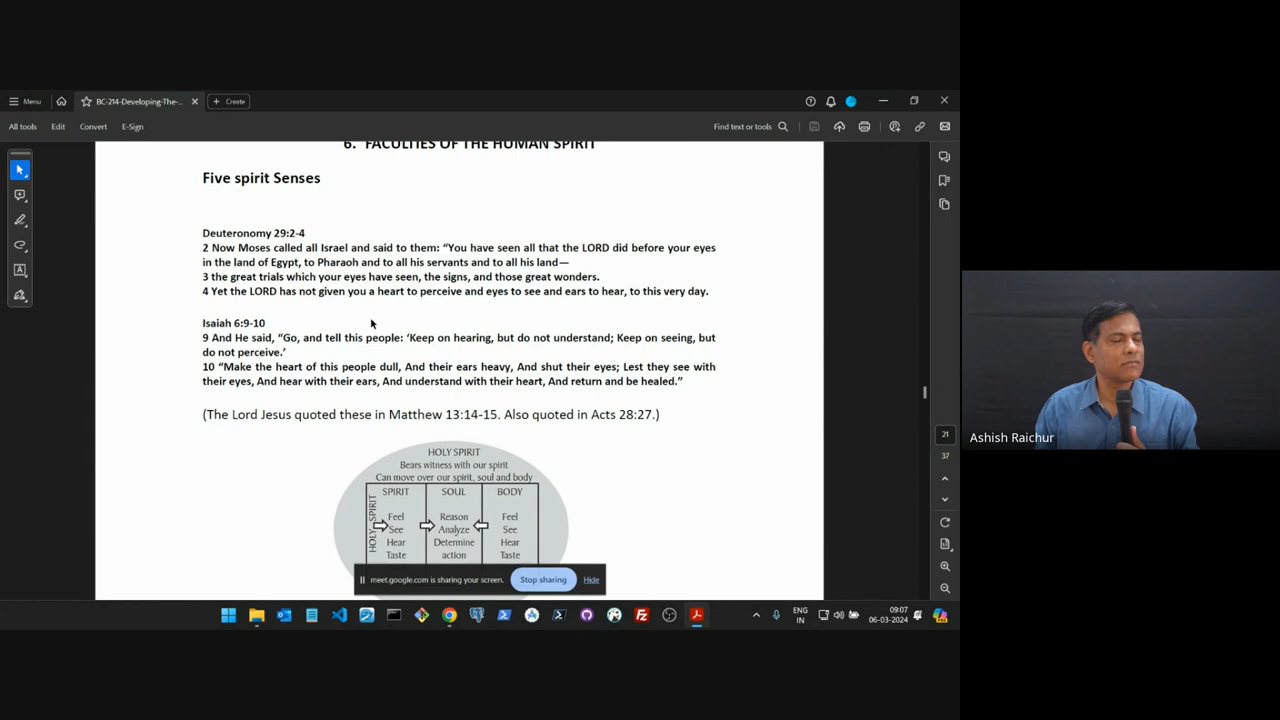 Menu
BC-214-Developing-The-...
Create
All tools
Edit
Convert
E-Sign
Find text or tools
6. FACULTIES OF THE HUMAN SPIRIT
Five spirit Senses
Deuteronomy 29:2-4
2 Now Moses called all Israel and said to them: “You have seen all that the LORD did before your eyes
in the land of Egypt, to Pharaoh and to all his servants and to all his land—
3 the great trials which your eyes have seen, the signs, and those great wonders.
4 Yet the LORD has not given you a heart to perceive and eyes to see and ears to hear, to this very day.
Isaiah 6:9-10
9 And He said, “Go, and tell this people: ‘Keep on hearing, but do not understand; Keep on seeing, but
do not perceive.’
10 “Make the heart of this people dull, And their ears heavy, And shut their eyes; Lest they see with
their eyes, And hear with their ears, And understand with their heart, And return and be healed.”
(The Lord Jesus quoted these in Matthew 13:14-15. Also quoted in Acts 28:27.)
HOLY SPIRIT
Bears witness with our spirit
Can move over our spirit, soul and body
HOLY SPIRIT
SPIRIT
Feel
See
Hear
Taste
SOUL
Reason
Analyze
Determine
action
BODY
Feel
See
Hear
Taste
meet.google.com is sharing your screen.
Stop sharing
Hide
21
37
ENG
IN
09:07
06-03-2024
Ashish Raichur